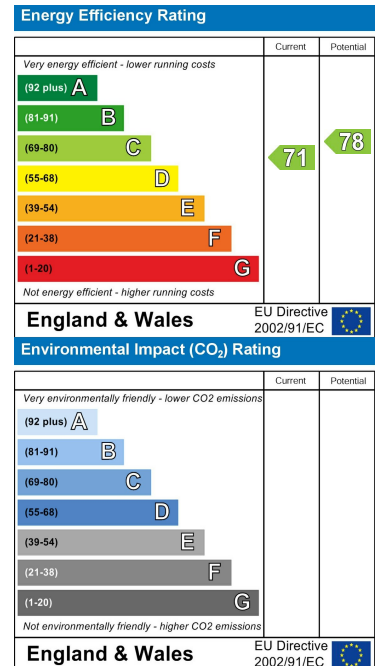 Energy Efficiency Rating
Current Potential
Very energy efficient - lower running costs
(92 plus) A
(81-91) B
(69-80) C
(55-68) D
(39-54) E
(21-38) F
(1-20) G
71 78
Not energy efficient - higher running costs
England & Wales
EU Directive
2002/91/EC
Environmental Impact (CO₂) Rating
Current Potential
Very environmentally friendly - lower CO2 emissions
(92 plus) A
(81-91) B
(69-80) C
(55-68) D
(39-54) E
(21-38) F
(1-20) G
Not environmentally friendly - higher CO2 emissions
England & Wales
EU Directive
2002/91/EC